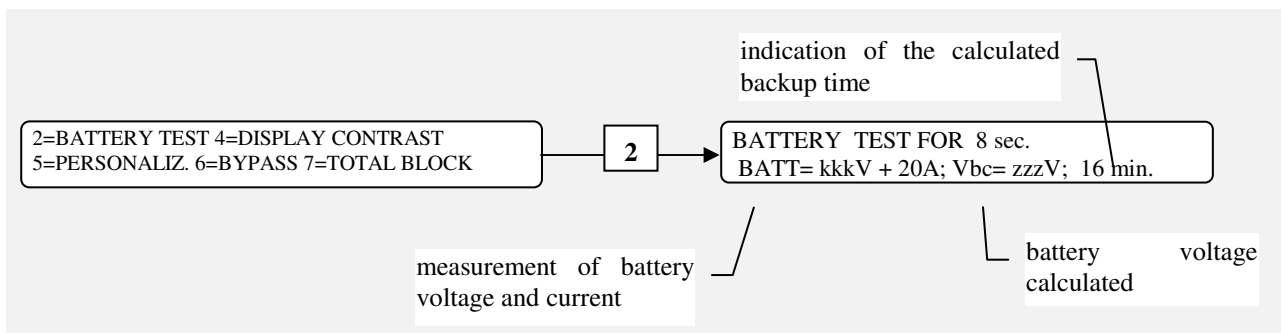 indication of the calculated
backup time
2=BATTERY TEST 4=DISPLAY CONTRAST
5=PERSONALIZ. 6=BYPASS 7=TOTAL BLOCK
2
BATTERY TEST FOR 8 sec.
BATT= kkkV + 20A; Vbc= zzzV; 16 min.
measurement of battery
voltage and current
battery voltage
calculated